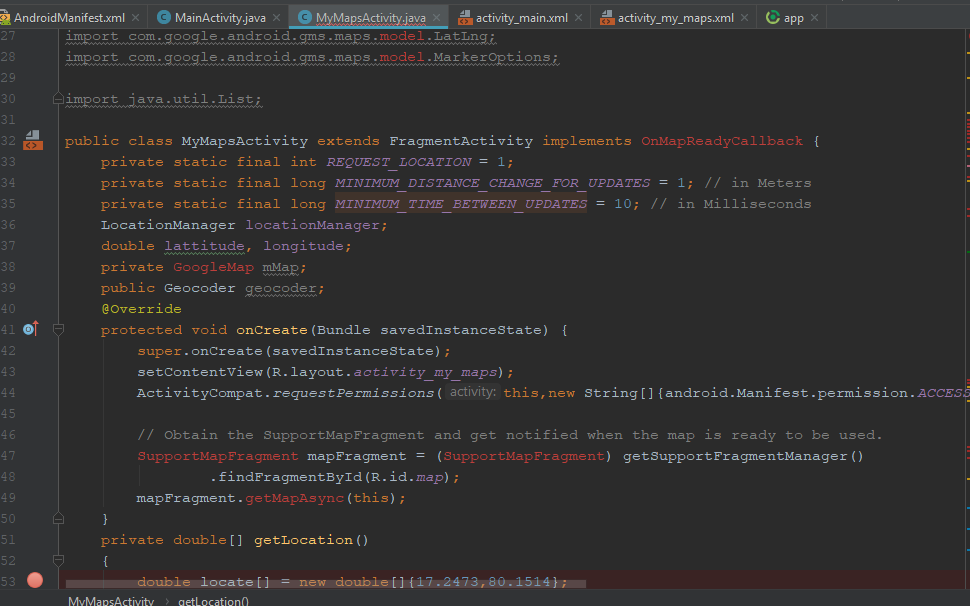 AndroidManifest.xml × MainActivity.java × MyMapsActivity.java × activity_main.xml × activity_my_maps.xml × app ×
27 import com.google.android.gms.maps.model.LatLng;
28 import com.google.android.gms.maps.model.MarkerOptions;
29
30 import java.util.List;
31
32 public class MyMapsActivity extends FragmentActivity implements OnMapReadyCallback {
33 private static final int REQUEST_LOCATION = 1;
34 private static final long MINIMUM_DISTANCE_CHANGE_FOR_UPDATES = 1; // in Meters
35 private static final long MINIMUM_TIME_BETWEEN_UPDATES = 10; // in Milliseconds
36 LocationManager locationManager;
37 double lattitude, longitude;
38 private GoogleMap mMap;
39 public Geocoder geocoder;
40 @Override
41 protected void onCreate(Bundle savedInstanceState) {
42 super.onCreate(savedInstanceState);
43 setContentView(R.layout.activity_my_maps);
44 ActivityCompat.requestPermissions( activity: this,new String[]{android.Manifest.permission.ACCESS
45
46 // Obtain the SupportMapFragment and get notified when the map is ready to be used.
47 SupportMapFragment mapFragment = (SupportMapFragment) getSupportFragmentManager()
48 .findFragmentById(R.id.map);
49 mapFragment.getMapAsync(this);
50 }
51 private double[] getLocation()
52 {
53 double locate[] = new double[]{17.2473,80.1514};
MyMapsActivity > getLocation()